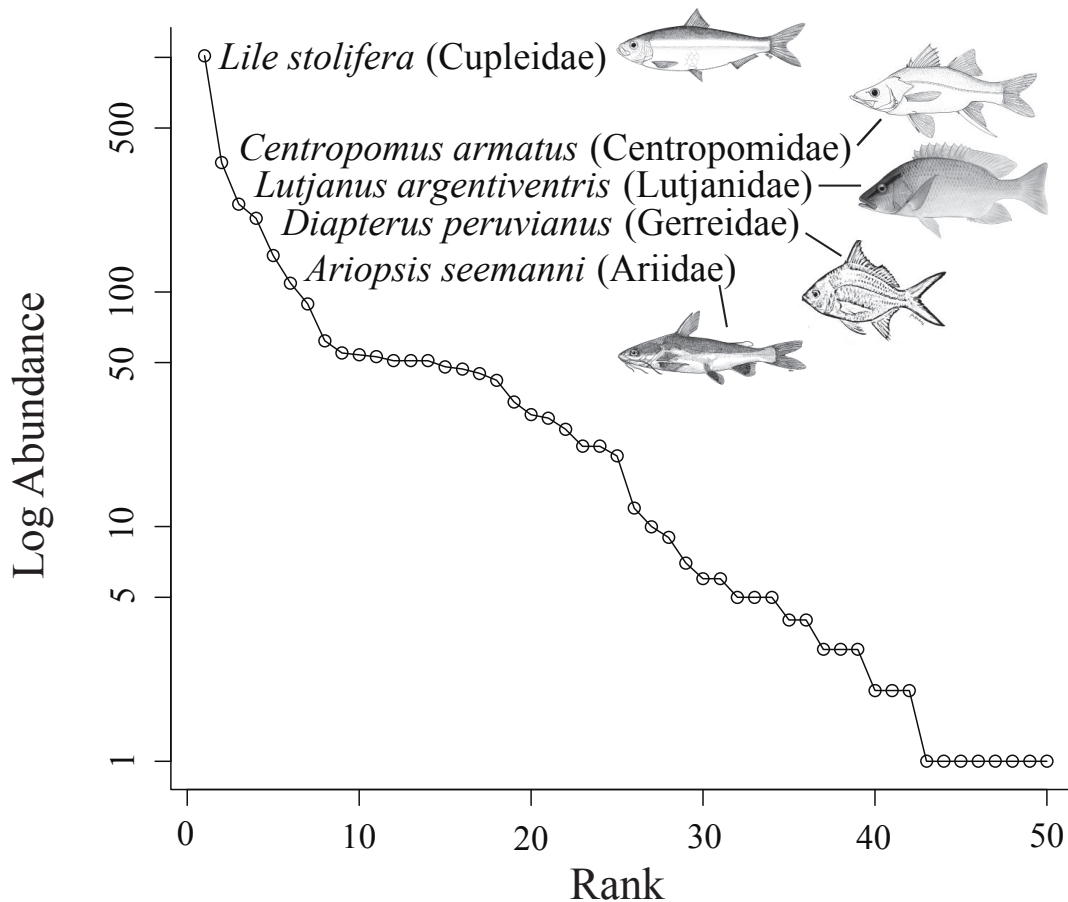 Lile stolifera (Cupleidae)
Centropomus armatus (Centropomidae)
Lutjanus argentiventris (Lutjanidae)
Diapterus peruvianus (Gerreidae)
Ariopsis seemanni (Ariidae)
Log Abundance
500
100
50
10
5
1
0 10 20 30 40 50
Rank